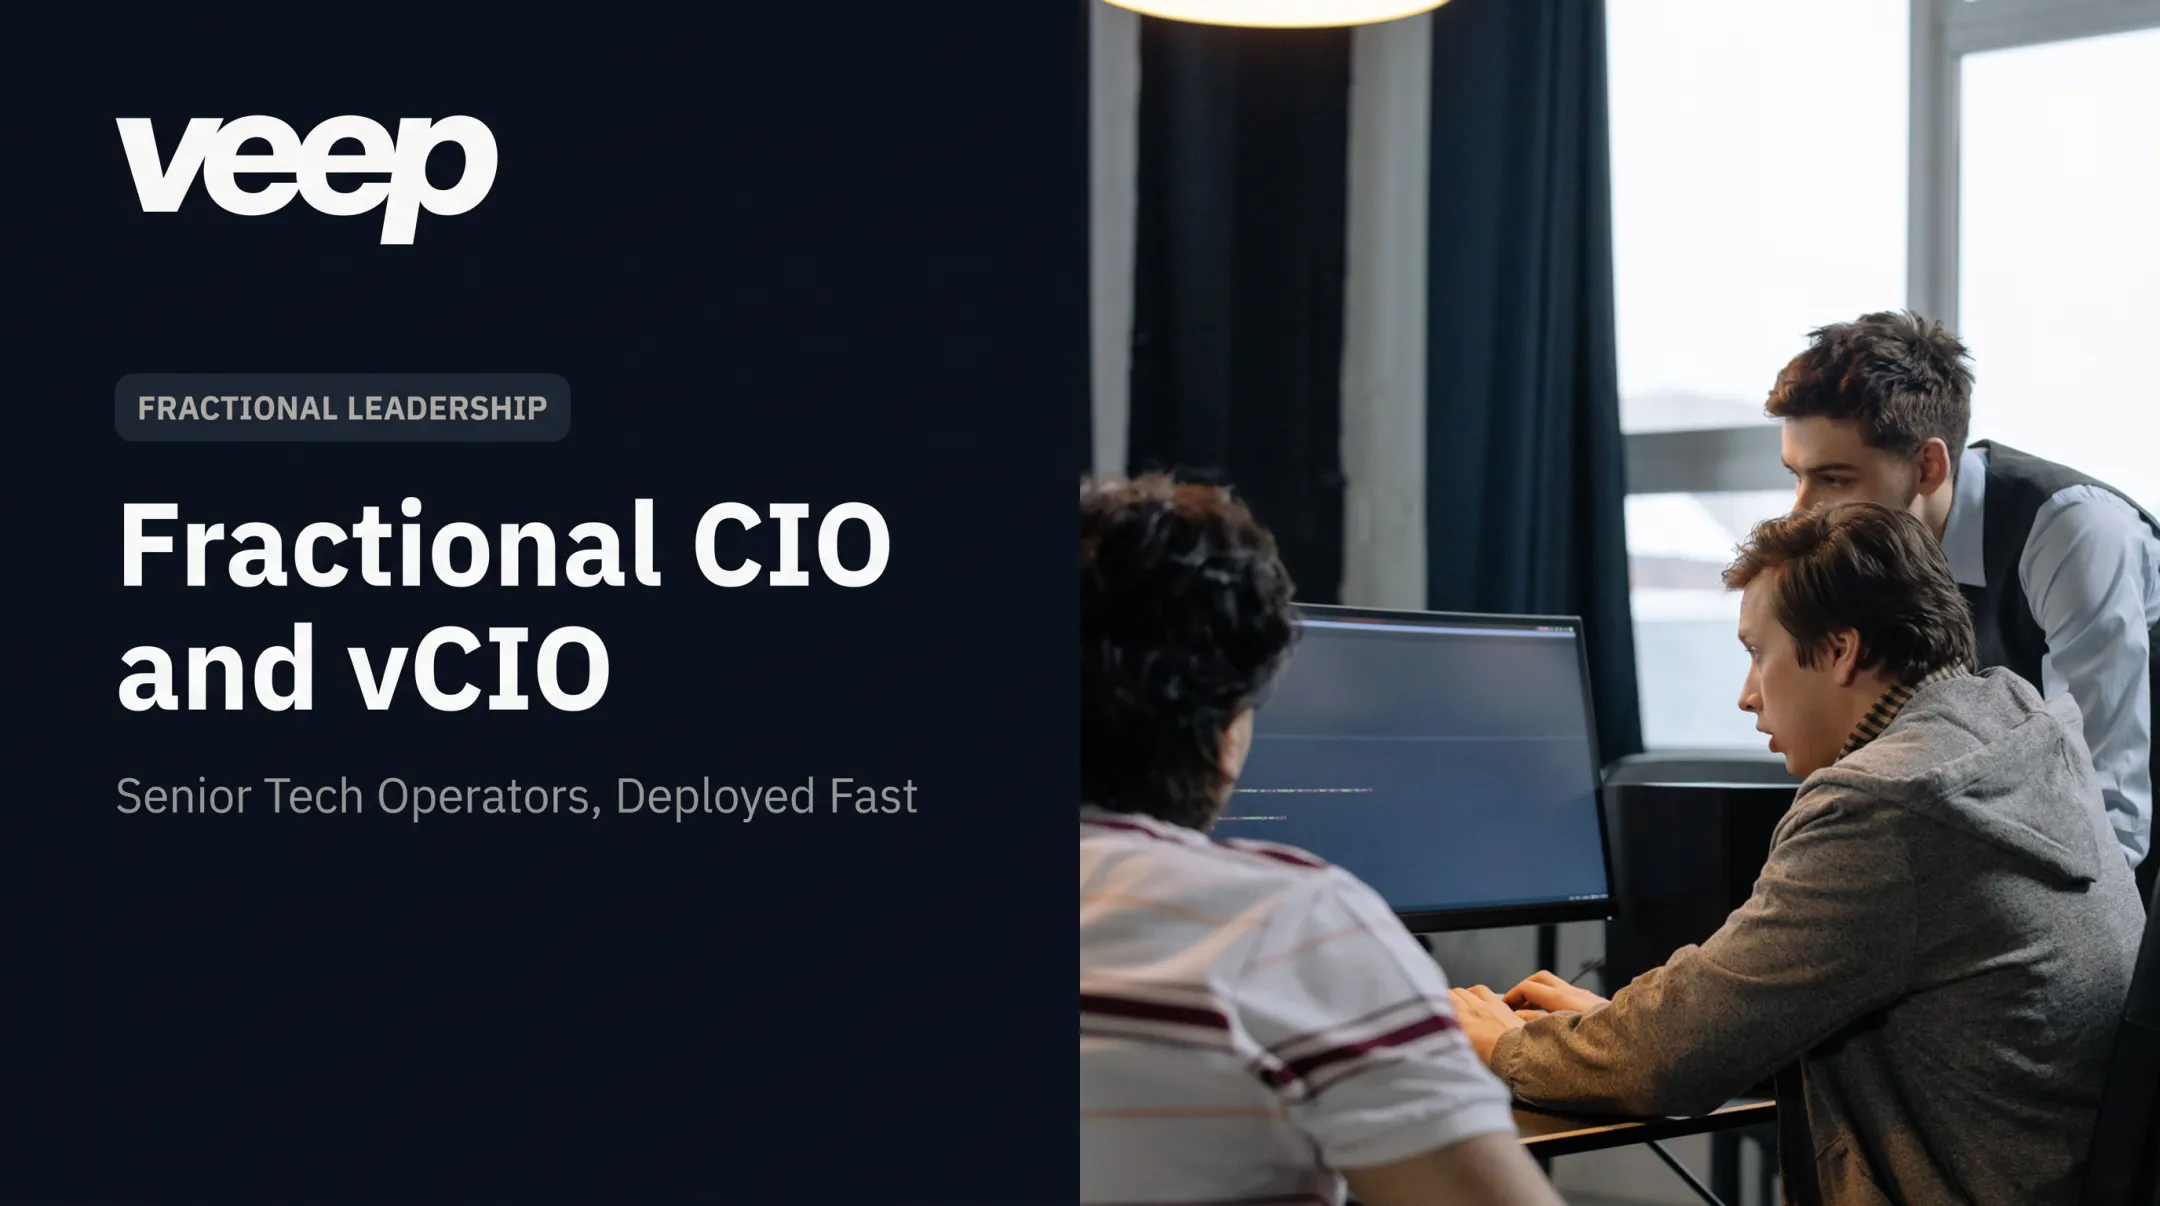 veep
FRACTIONAL LEADERSHIP
Fractional CIO
and vCIO
Senior Tech Operators, Deployed Fast